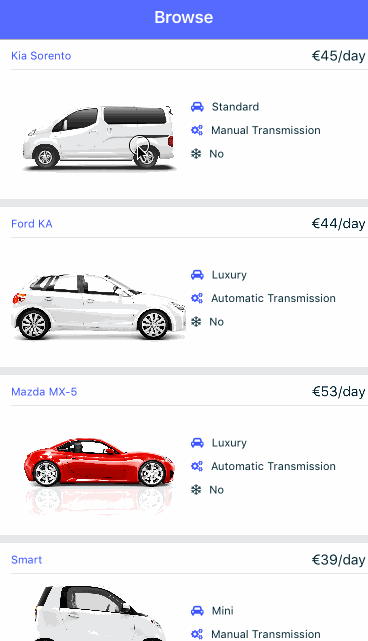 Browse
Kia Sorento €45/day
Standard
Manual Transmission
No
Ford KA €44/day
Luxury
Automatic Transmission
No
Mazda MX-5 €53/day
Luxury
Automatic Transmission
No
Smart €39/day
Mini
Manual Transmission